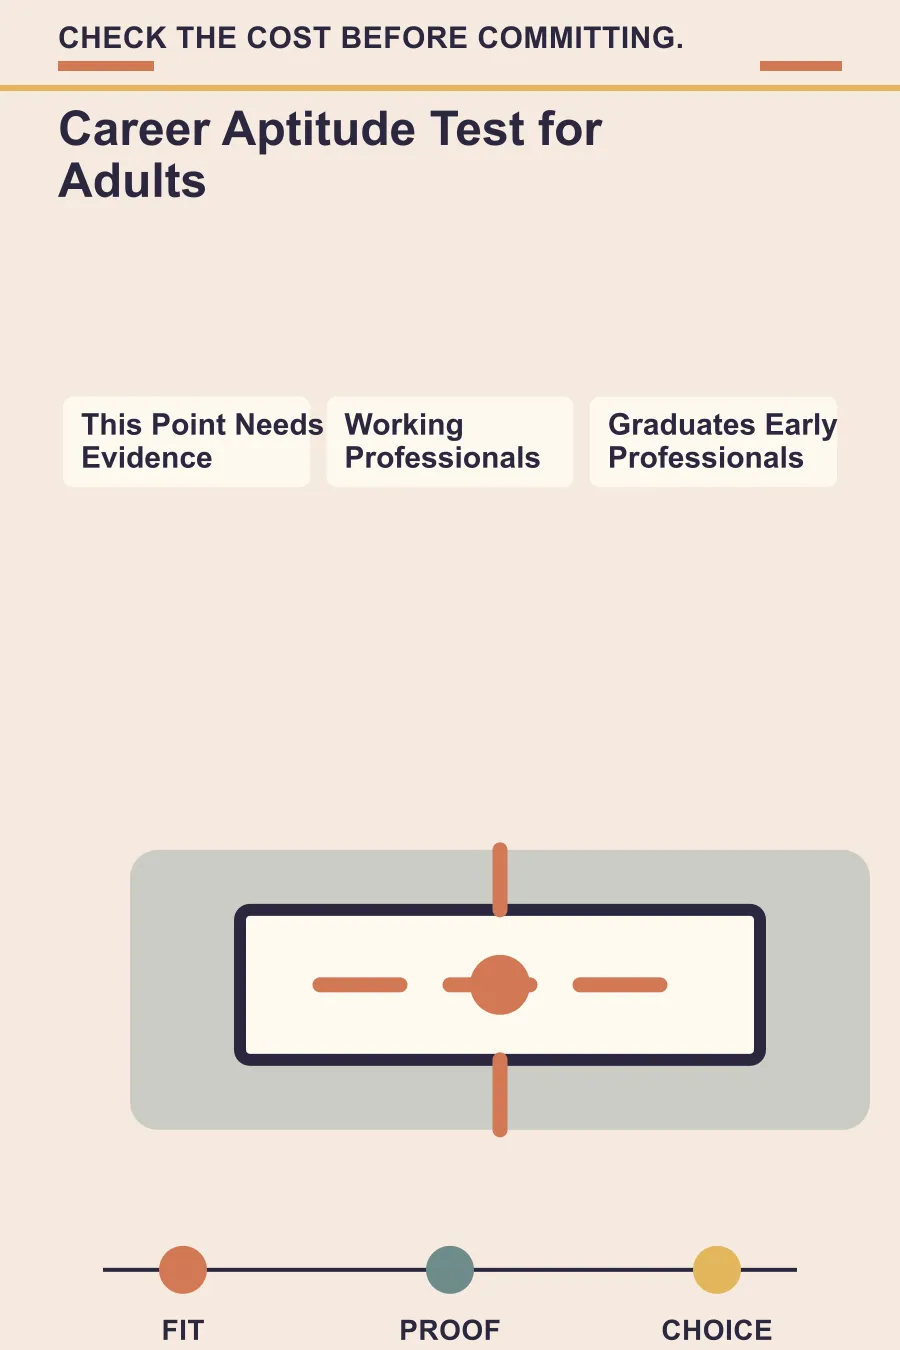 CHECK THE COST BEFORE COMMITTING.
Career Aptitude Test for
Adults
This Point Needs
Evidence
Working
Professionals
Graduates Early
Professionals
FIT
PROOF
CHOICE